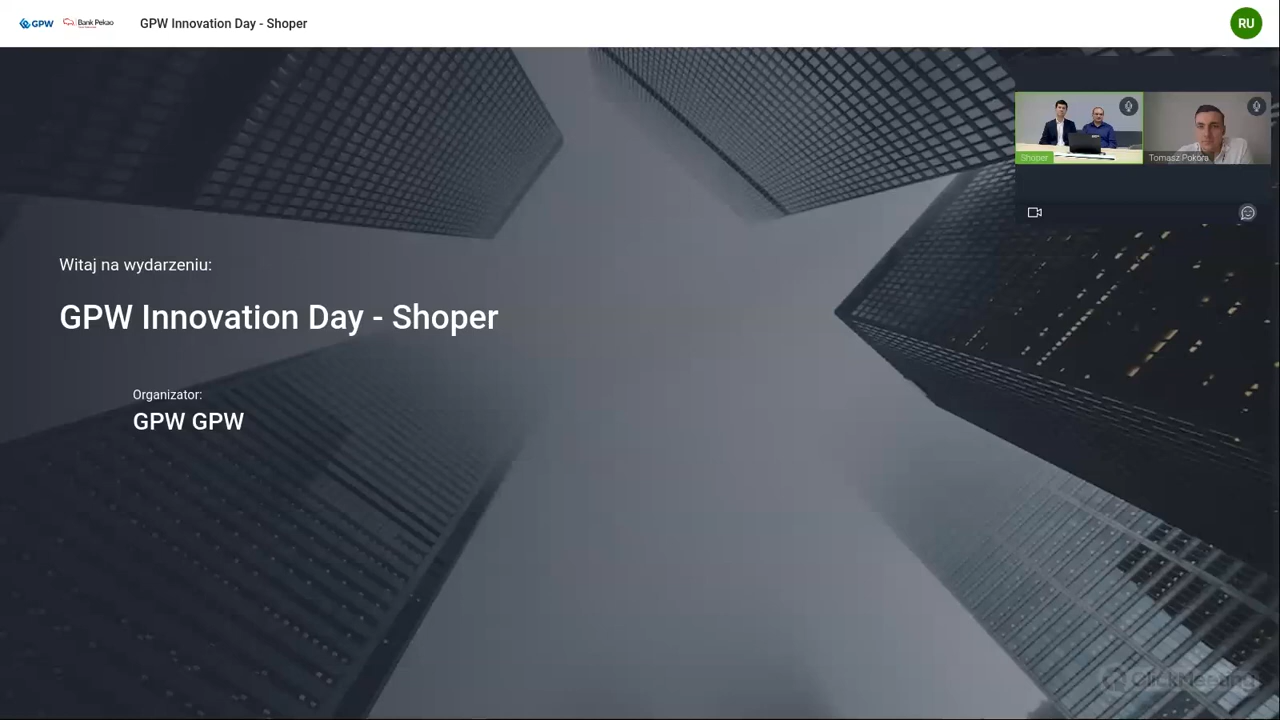 GPW
Bank Pekao
GPW Innovation Day - Shoper
RU
Shoper
Tomasz Pokora
Witaj na wydarzeniu:
GPW Innovation Day - Shoper
Organizator:
GPW GPW
ClickMeeting